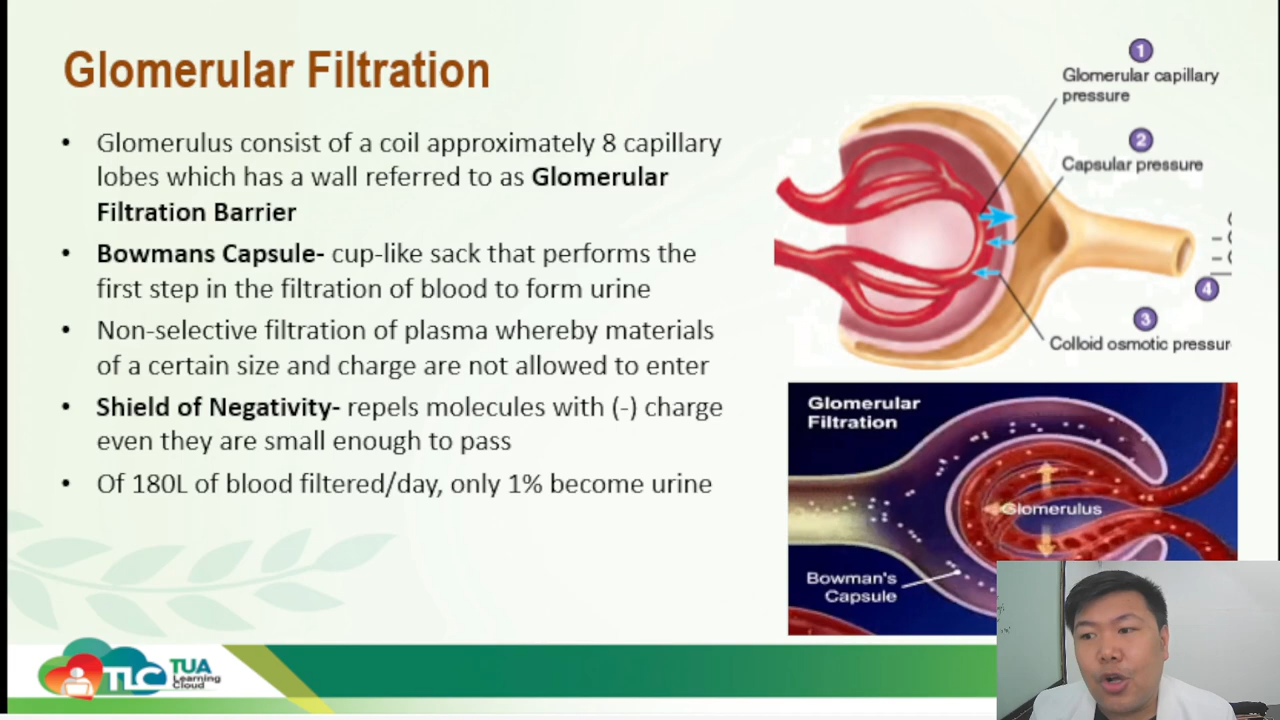 Glomerular Filtration
• Glomerulus consist of a coil approximately 8 capillary
lobes which has a wall referred to as Glomerular
Filtration Barrier
• Bowmans Capsule- cup-like sack that performs the
first step in the filtration of blood to form urine
• Non-selective filtration of plasma whereby materials
of a certain size and charge are not allowed to enter
• Shield of Negativity- repels molecules with (-) charge
even they are small enough to pass
• Of 180L of blood filtered/day, only 1% become urine
1
Glomerular capillary
pressure
2
Capsular pressure
4
3
Colloid osmotic pressur
Glomerular
Filtration
Glomerulus
Bowman's
Capsule
TLC TUA
Learning
Cloud